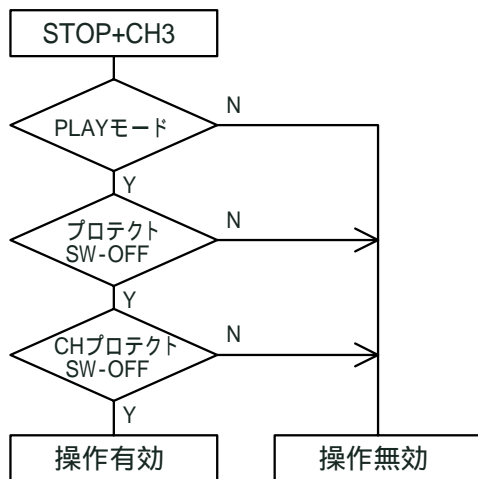 STOP+CH3
PLAYモード
N
Y
プロテクト
SW-OFF
N
Y
CHプロテクト
SW-OFF
N
Y
操作有効
操作無効